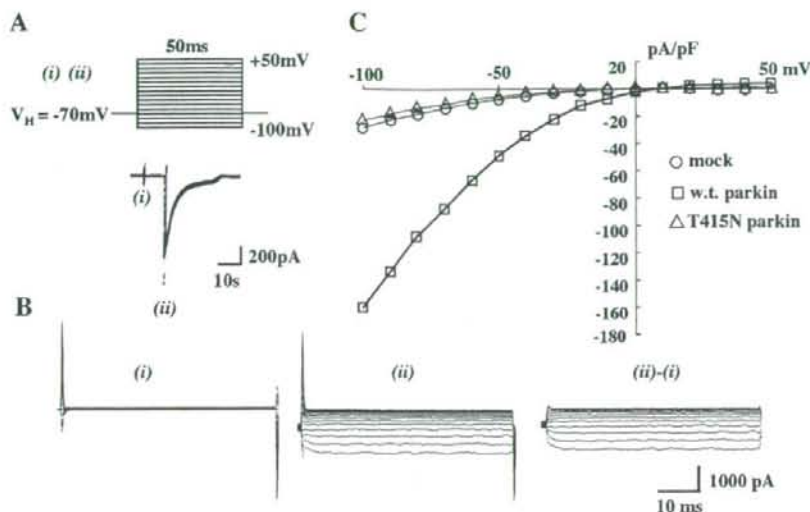 A
50ms
(i) (ii)
+50mV
V_H = -70mV
-100mV
(i)
200pA
10s
(ii)
C
pA/pF
20
-100
-50
50 mV
-20
-40
-60
-80
-100
-120
-140
-160
-180
mock
w.t. parkin
T415N parkin
B
(i)
(ii)
(ii)-(i)
1000 pA
10 ms